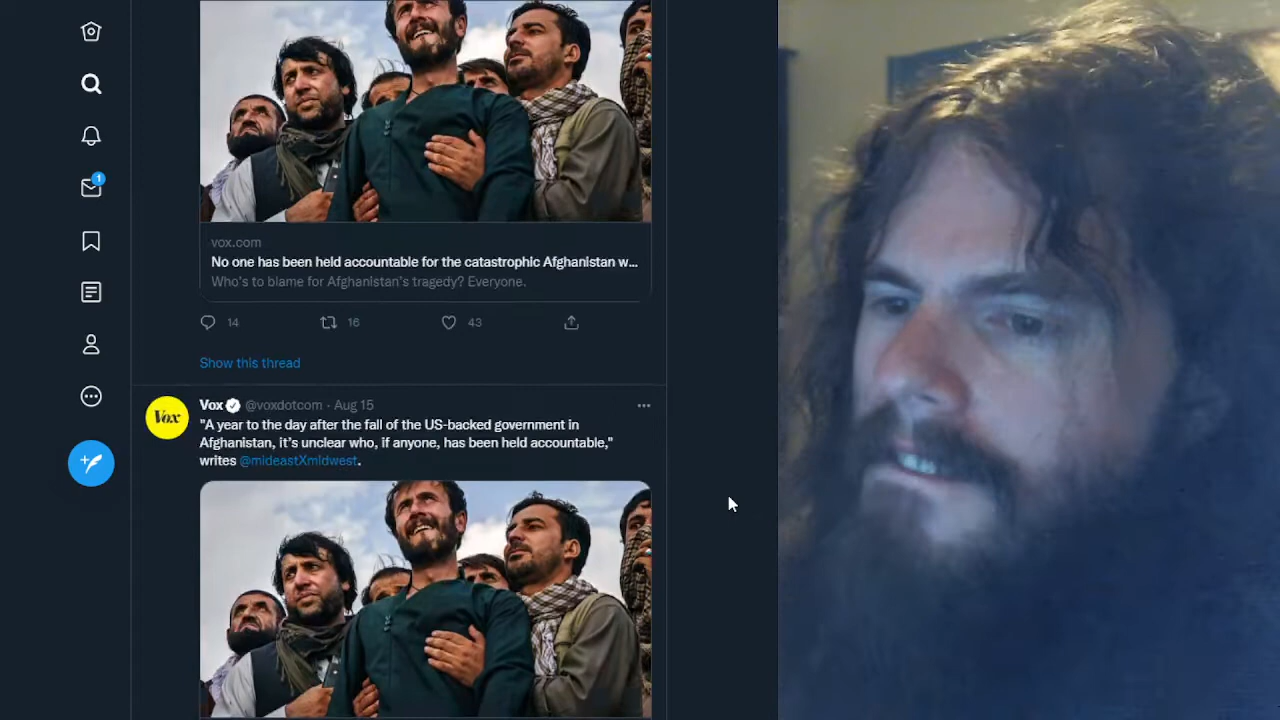 vox.com
No one has been held accountable for the catastrophic Afghanistan w...
Who's to blame for Afghanistan's tragedy? Everyone.
14 16 43
Show this thread
1
Vox
Vox @voxdotcom · Aug 15
"A year to the day after the fall of the US-backed government in
Afghanistan, it's unclear who, if anyone, has been held accountable,"
writes @mideastXmidwest.